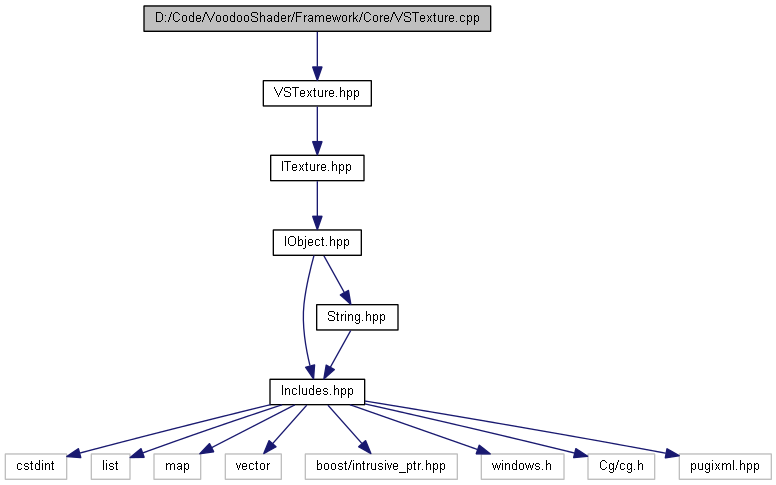 D:/Code/VoodooShader/Framework/Core/VSTexture.cpp
VSTexture.hpp
ITexture.hpp
IObject.hpp
String.hpp
Includes.hpp
cstdint
list
map
vector
boost/intrusive_ptr.hpp
windows.h
Cg/cg.h
pugixml.hpp